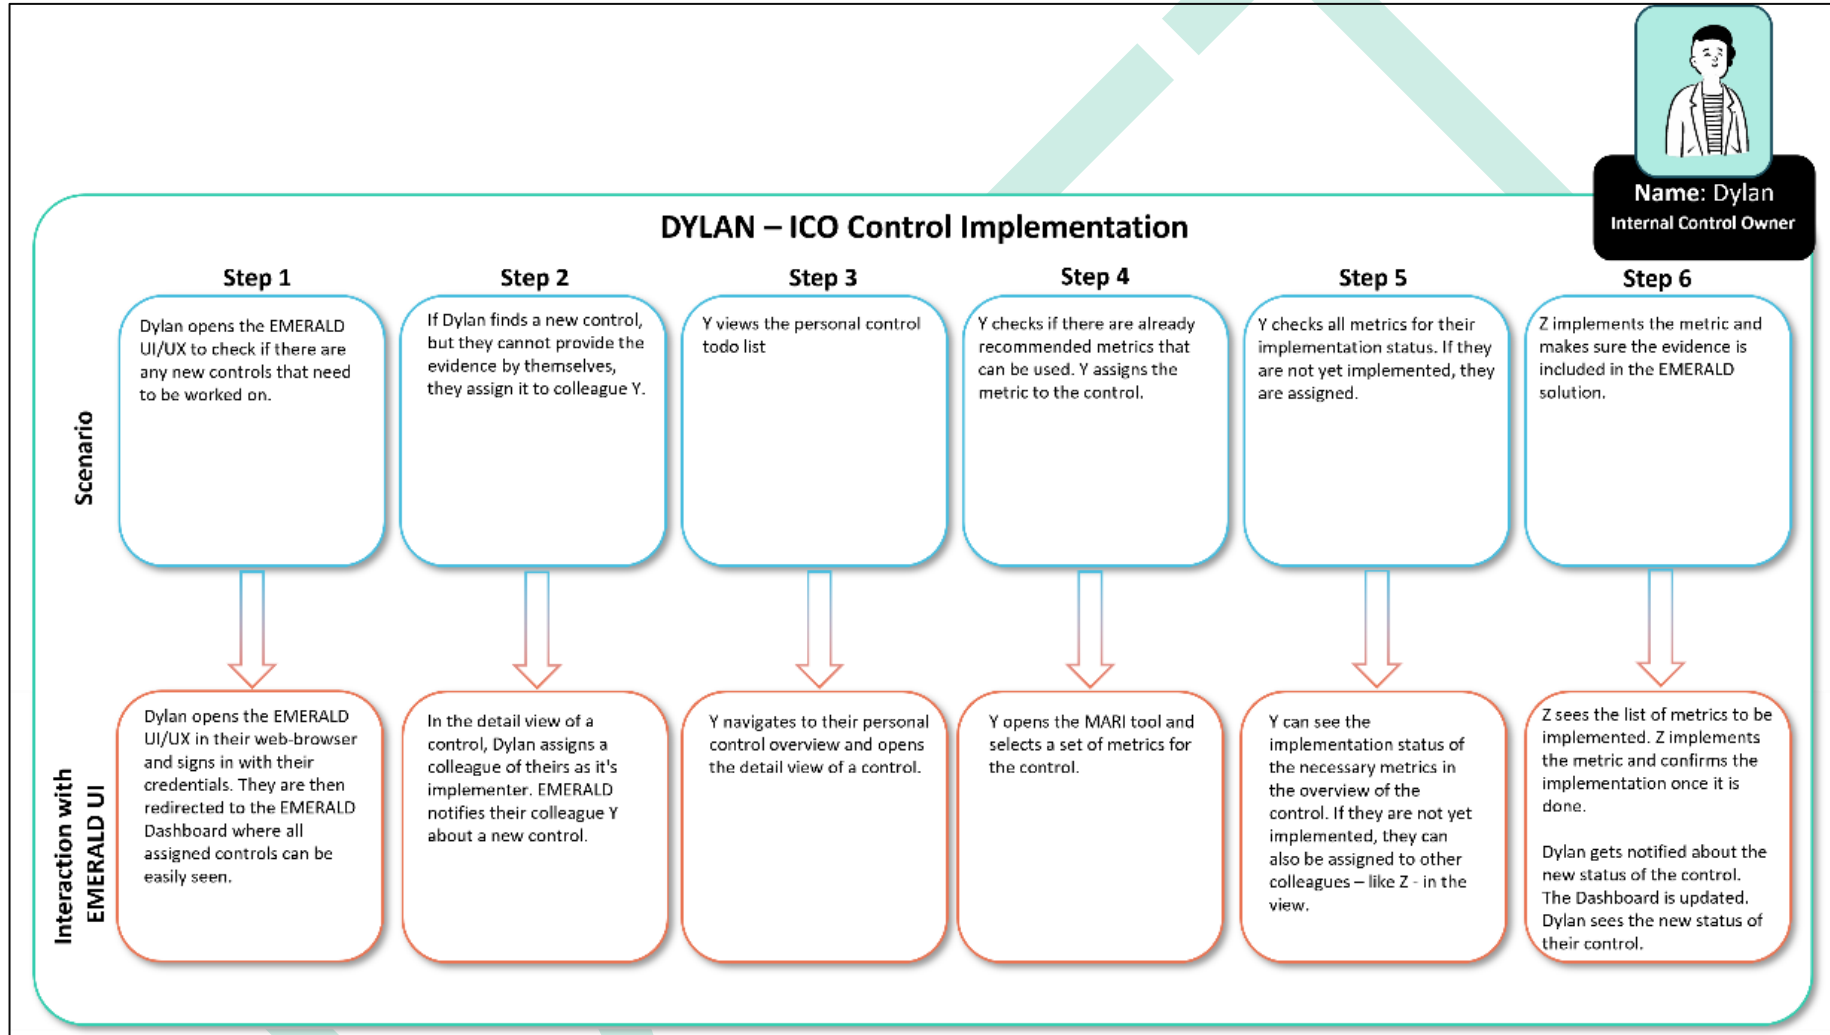 Name: Dylan
Internal Control Owner
DYLAN – ICO Control Implementation
Step 1
Step 2
Step 3
Step 4
Step 5
Step 6
Scenario
Dylan opens the EMERALD
UI/UX to check if there are
any new controls that need
to be worked on.
If Dylan finds a new control,
but they cannot provide the
evidence by themselves,
they assign it to colleague Y.
Y views the personal control
todo list
Y checks if there are already
recommended metrics that
can be used. Y assigns the
metric to the control.
Y checks all metrics for their
implementation status. If they
are not yet implemented, they
are assigned.
Z implements the metric and
makes sure the evidence is
included in the EMERALD
solution.
Interaction with
EMERALD UI
Dylan opens the EMERALD
UI/UX in their web-browser
and signs in with their
credentials. They are then
redirected to the EMERALD
Dashboard where all
assigned controls can be
easily seen.
In the detail view of a
control, Dylan assigns a
colleague of theirs as it's
implementer. EMERALD
notifies their colleague Y
about a new control.
Y navigates to their personal
control overview and opens
the detail view of a control.
Y opens the MARI tool and
selects a set of metrics for
the control.
Y can see the
implementation status of
the necessary metrics in
the overview of the
control. If they are not yet
implemented, they can
also be assigned to other
colleagues – like Z - in the
view.
Z sees the list of metrics to be
implemented. Z implements
the metric and confirms the
implementation once it is
done.
Dylan gets notified about the
new status of the control.
The Dashboard is updated.
Dylan sees the new status of
their control.